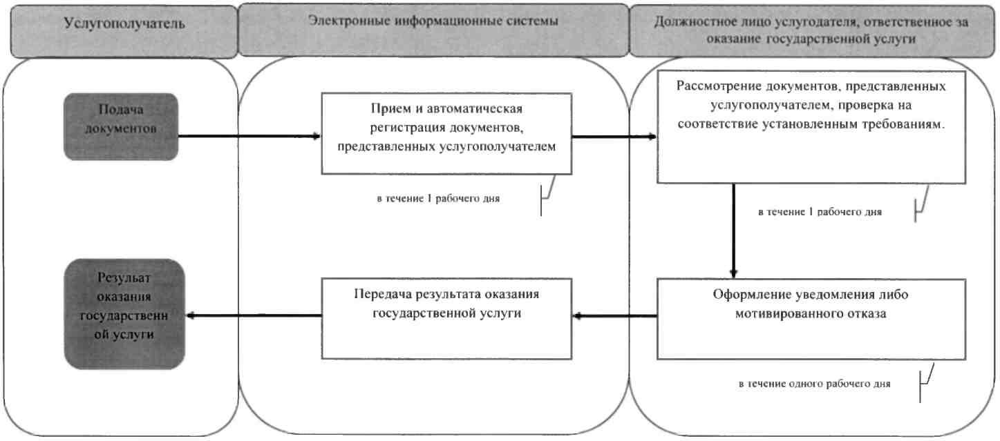 Услугополучатель
Электронные информационные системы
Должностное лицо услугодателя, ответственное за
оказание государственной услуги
Подача
документов
Прием и автоматическая
регистрация документов,
представленных услугополучателем
Рассмотрение документов, представленных
услугополучателем, проверка на
соответствие установленным требованиям.
в течение 1 рабочего дня
в течение 1 рабочего дня
Резульат
оказания
государственн
ой услуги
Передача результата оказания
государственной услуги
Оформление уведомления либо
мотивированного отказа
в течение одного рабочего дня